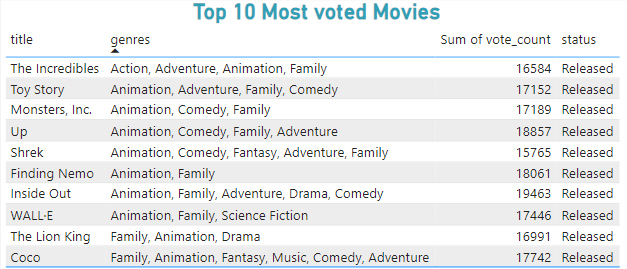 Top 10 Most voted Movies
title genres Sum of vote_count status
The Incredibles Action, Adventure, Animation, Family 16584 Released
Toy Story Animation, Adventure, Family, Comedy 17152 Released
Monsters, Inc. Animation, Comedy, Family 17189 Released
Up Animation, Comedy, Family, Adventure 18857 Released
Shrek Animation, Comedy, Fantasy, Adventure, Family 15765 Released
Finding Nemo Animation, Family 18061 Released
Inside Out Animation, Family, Adventure, Drama, Comedy 19463 Released
WALL·E Animation, Family, Science Fiction 17446 Released
The Lion King Family, Animation, Drama 16991 Released
Coco Family, Animation, Fantasy, Music, Comedy, Adventure 17742 Released